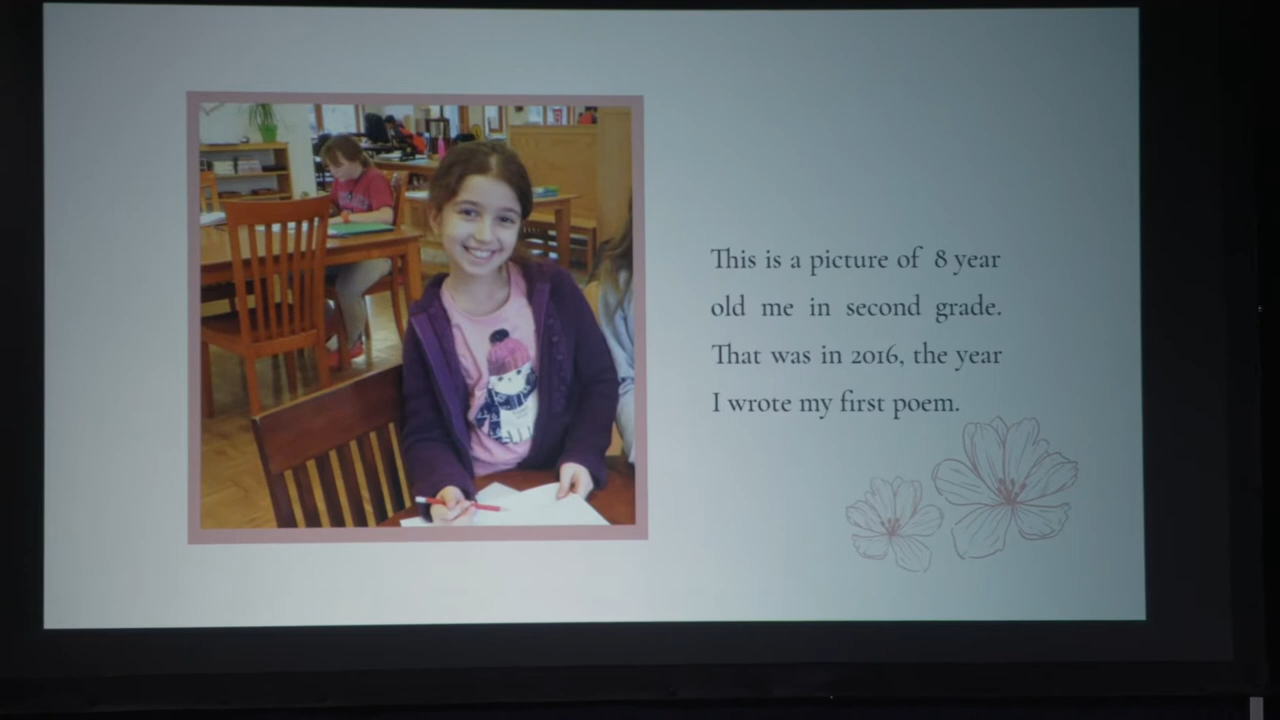 This is a picture of 8 year
old me in second grade.
That was in 2016, the year
I wrote my first poem.